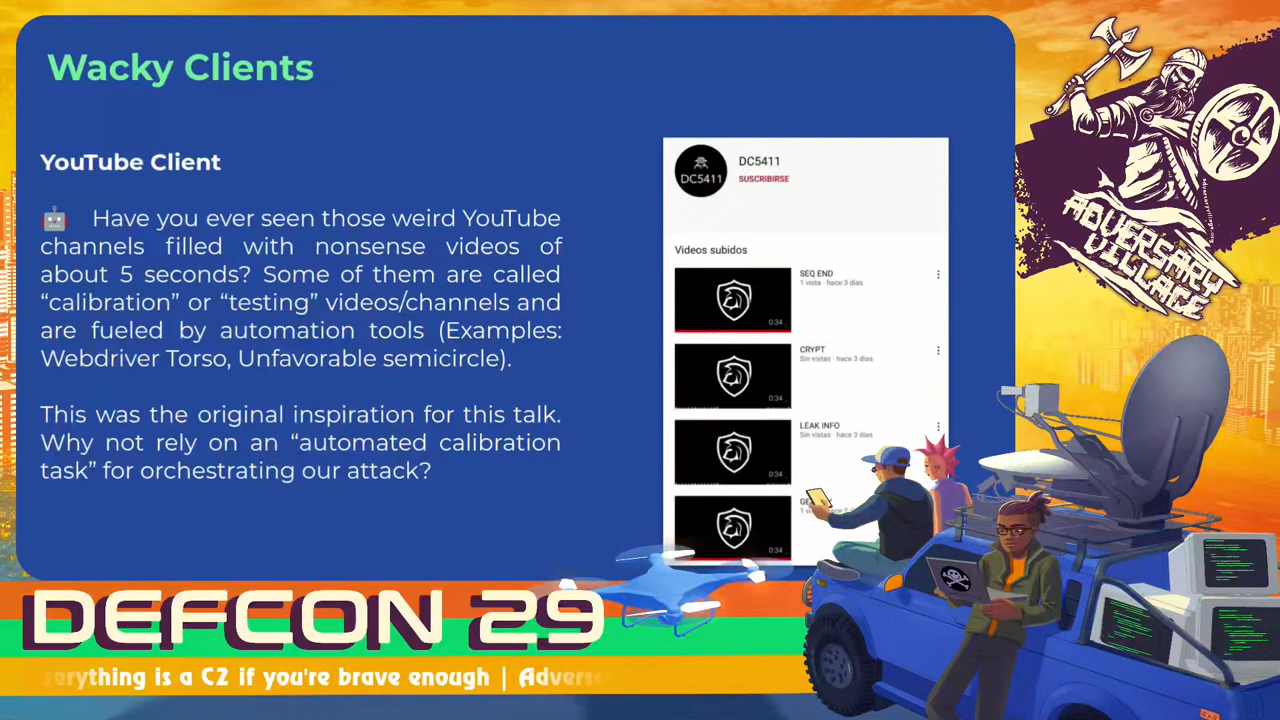 Wacky Clients
YouTube Client
🤖 Have you ever seen those weird YouTube
channels filled with nonsense videos of
about 5 seconds? Some of them are called
“calibration” or “testing” videos/channels and
are fueled by automation tools (Examples:
Webdriver Torso, Unfavorable semicircle).
This was the original inspiration for this talk.
Why not rely on an “automated calibration
task” for orchestrating our attack?
DC5411
DC5411
SUSCRIBIRSE
Videos subidos
SEQ END
1 vista · hace 3 días
0:34
CRYPT
Sin vistas · hace 3 días
0:34
LEAK INFO
Sin vistas · hace 3 días
0:34
0:34
ADVERSARY
VILLAGE
DEFCON 29
erything is a C2 if you're brave enough | Advers